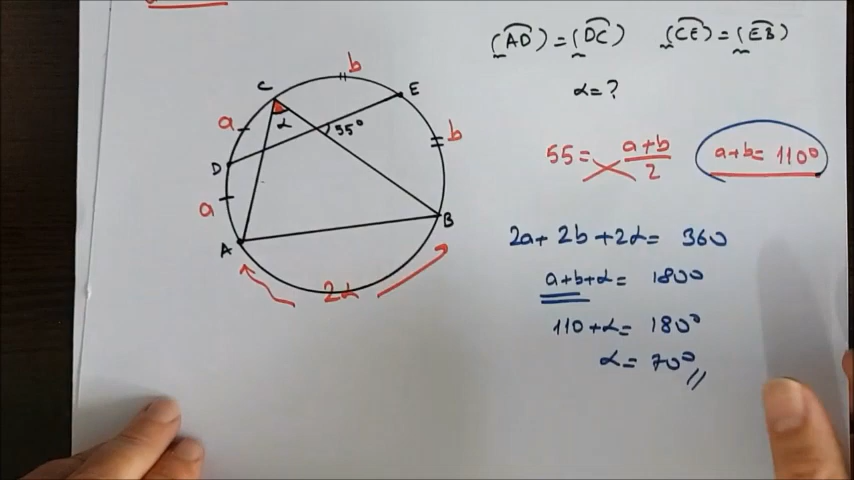 (AD) = (DC) (CE) = (EB)
α = ?
55 = a+b/2 a+b = 110°
2a + 2b + 2α = 360
a+b+α = 180°
110 + α = 180°
α = 70° //
b
C
E
a
α
55°
b
D
a
A
B
2α